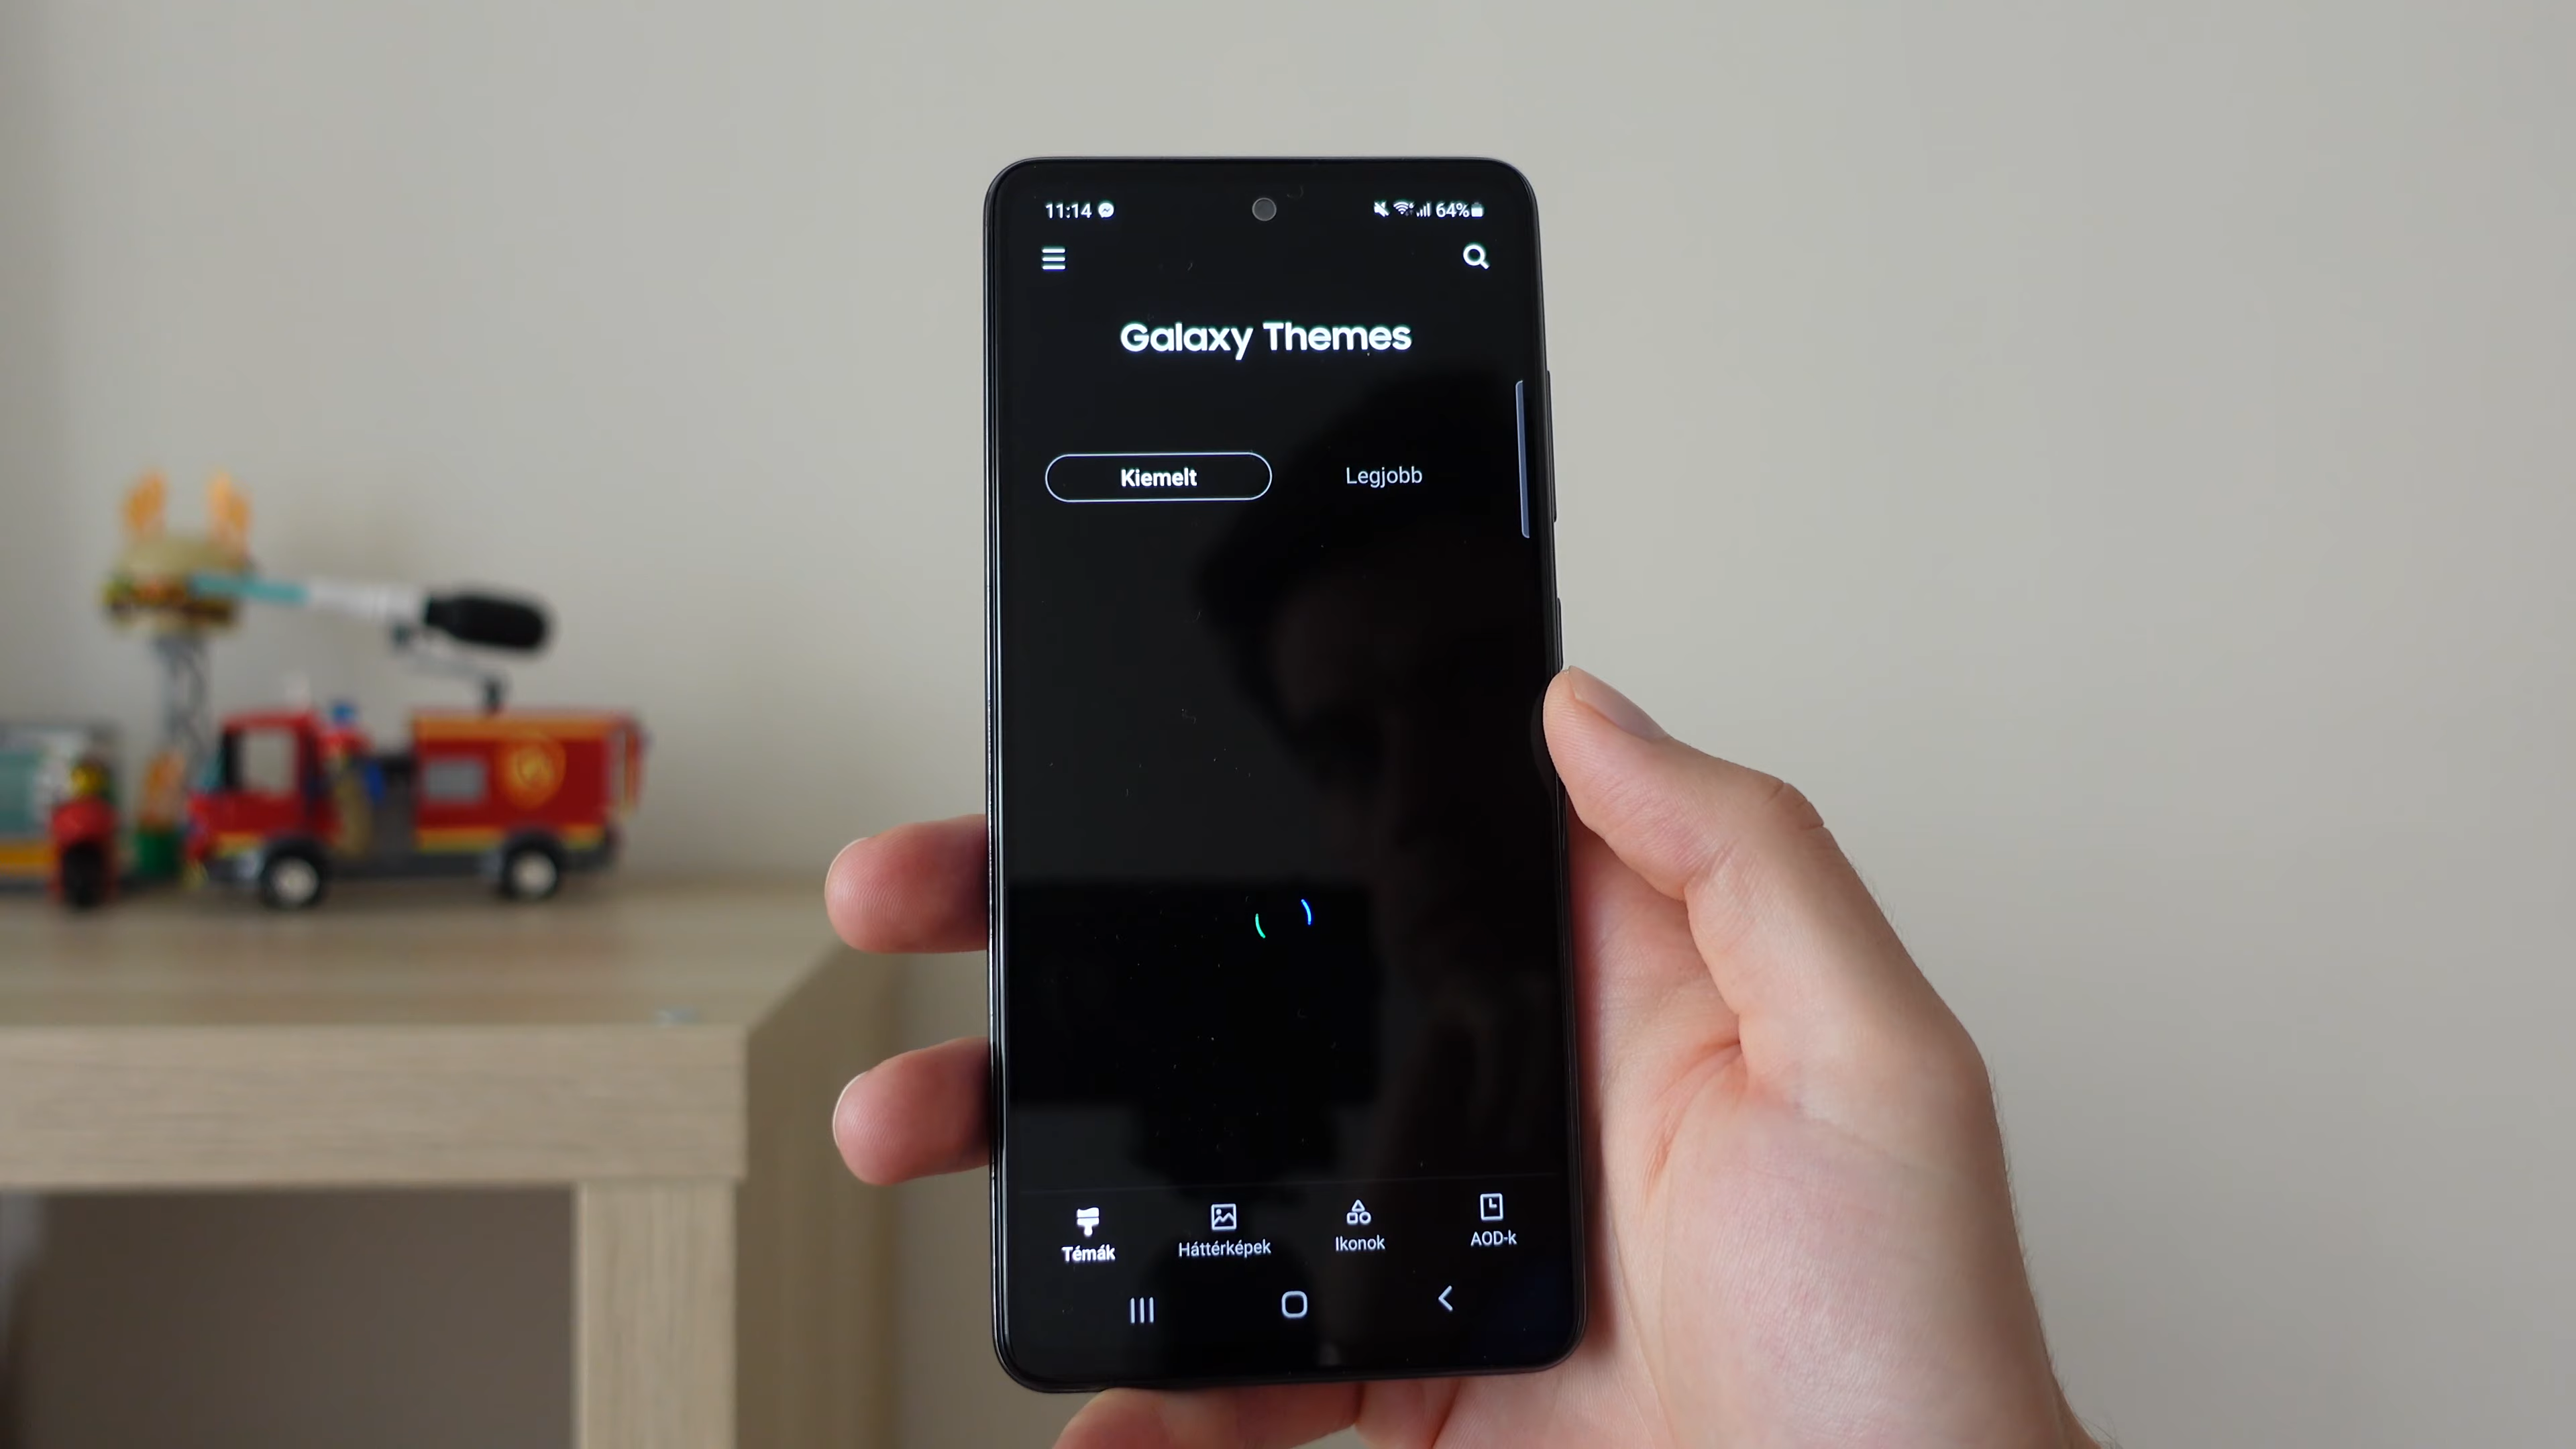 11:14
64%
Galaxy Themes
Kiemelt
Legjobb
Témák
Háttérképek
Ikonok
AOD-k